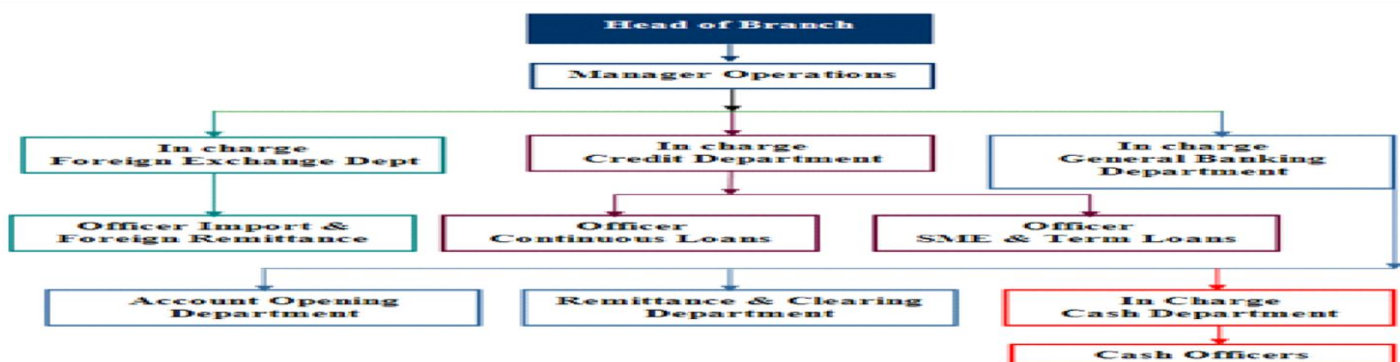 Head of Branch
Manager Operations
In charge
Foreign Exchange Dept
In charge
Credit Department
In charge
General Banking
Department
Officer Import &
Foreign Remittance
Officer
Continuous Loans
Officer
SME & Term Loans
Account Opening
Department
Remittance & Clearing
Department
In Charge
Cash Department
Cash Officers